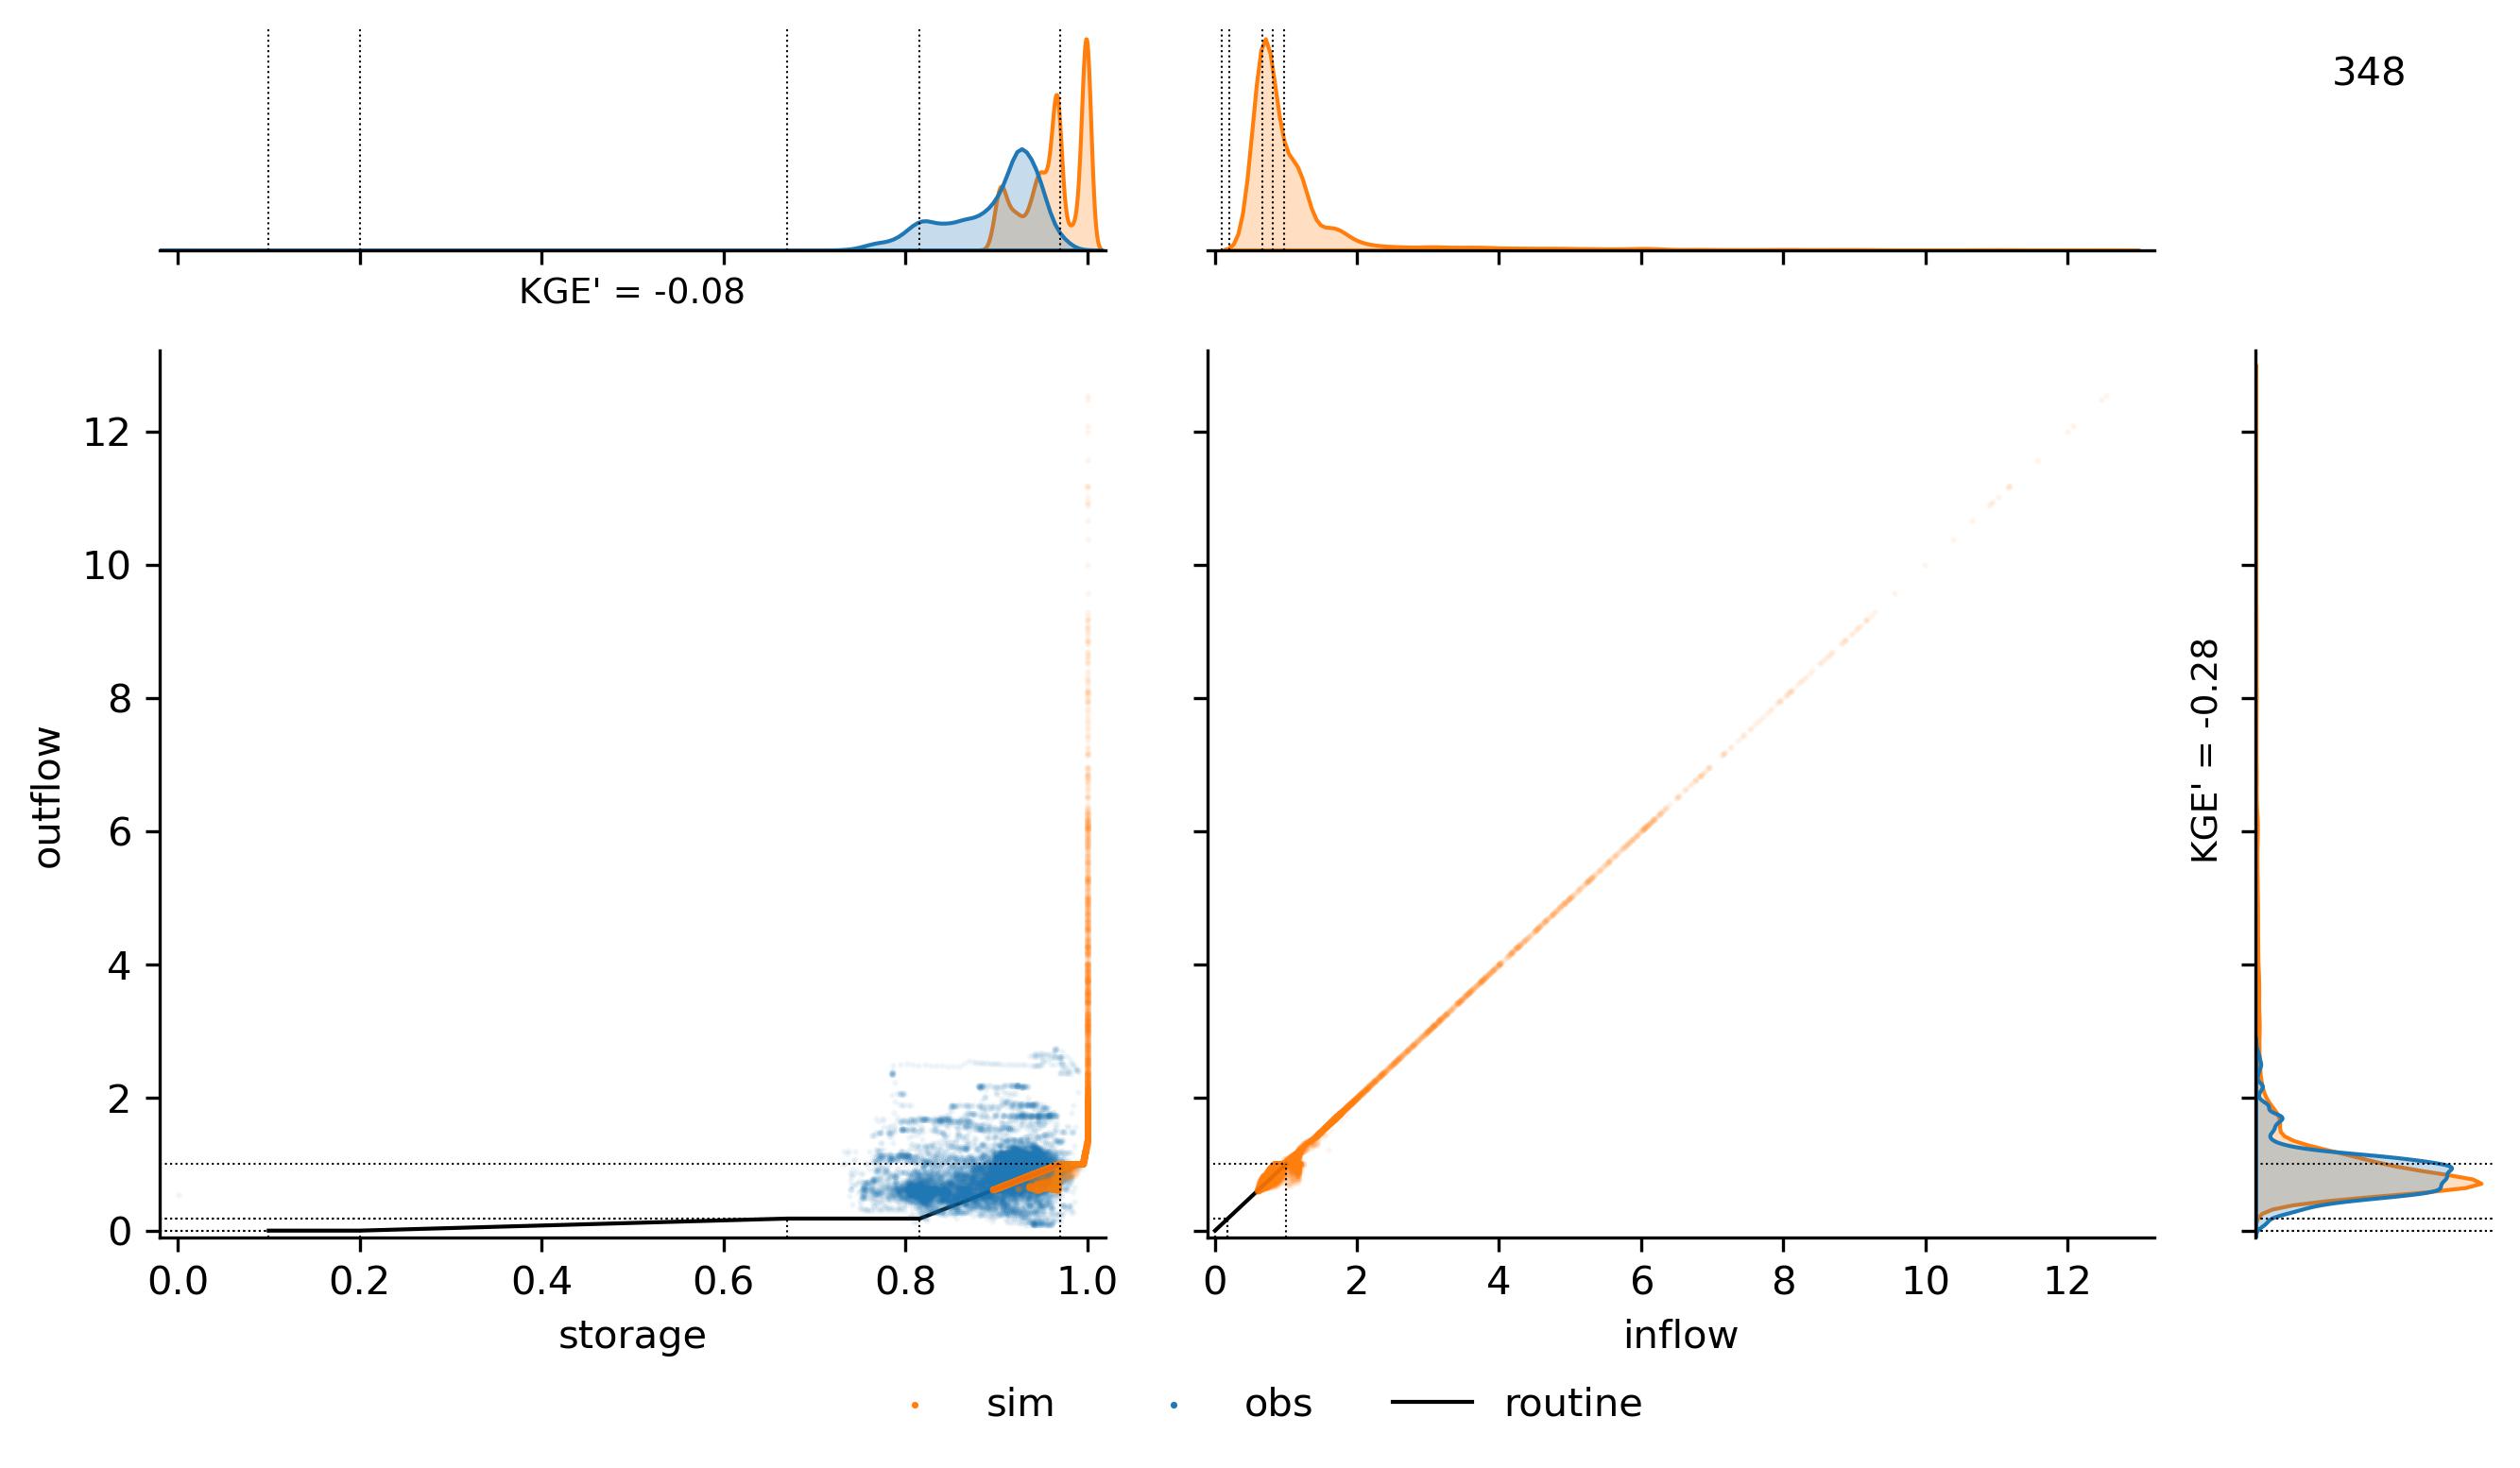 348
KGE' = -0.08
12
10
8
6
4
2
0
outflow
KGE' = -0.28
0.0 0.2 0.4 0.6 0.8 1.0
storage
0 2 4 6 8 10 12
inflow
sim obs routine